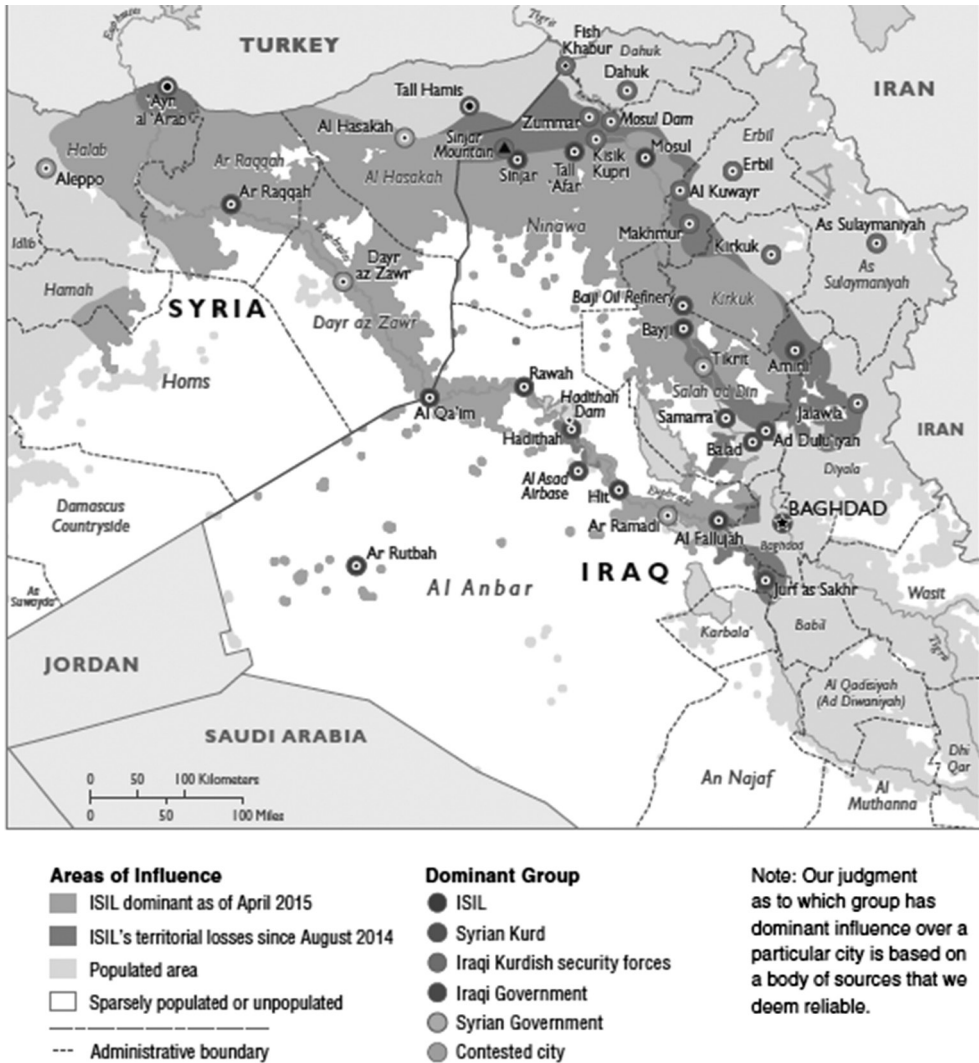 Euphrates
Tigris
TURKEY
Fish
Khabur
Dahuk
Dahuk
IRAN
'Ayn
al 'Arab
Tall Hamis
Zummar
Mosul Dam
Al Hasakah
Sinjar
Mountain
Mosul
Erbil
Halab
Ar Raqqah
Al Hasakah
Sinjar
Tall
'Afar
Kisik
Kupri
Erbil
Aleppo
Ar Raqqah
Al Kuwayr
Idlib
Ninawa
Makhmur
Kirkuk
As Sulaymaniyah
Euphrates
Dayr
az Zawr
As
Sulaymaniyah
Hamah
SYRIA
Baiji Oil Refinery
Kirkuk
Dayr az Zawr
Bayji
Tikrit
Amirli
Homs
Rawah
Salah ad Din
Al Qa'im
Hadithah
Dam
Samarra'
Jalawla
IRAN
Hadithah
Balad
Ad Dulu'iyah
Al Asad
Airbase
Diyala
Damascus
Countryside
Hit
Euphrates
Ar Ramadi
BAGHDAD
Al Fallujah
Baghdad
Ar Rutbah
IRAQ
As
Suwayda'
Al Anbar
Jurf as Sakhr
Wasit
Karbala'
Babil
Tigris
JORDAN
Al Qadisiyah
(Ad Diwaniyah)
SAUDI ARABIA
An Najaf
Dhi
Qar
Al
Muthanna
0 50 100 Kilometers
0 50 100 Miles
Areas of Influence
ISIL dominant as of April 2015
ISIL's territorial losses since August 2014
Populated area
Sparsely populated or unpopulated
Administrative boundary
Dominant Group
ISIL
Syrian Kurd
Iraqi Kurdish security forces
Iraqi Government
Syrian Government
Contested city
Note: Our judgment
as to which group has
dominant influence over a
particular city is based on
a body of sources that we
deem reliable.